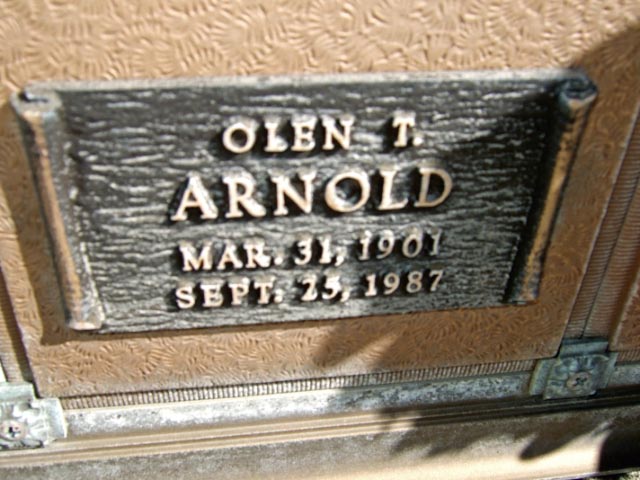 OLEN T.
ARNOLD
MAR. 31, 1901
SEPT. 25, 1987